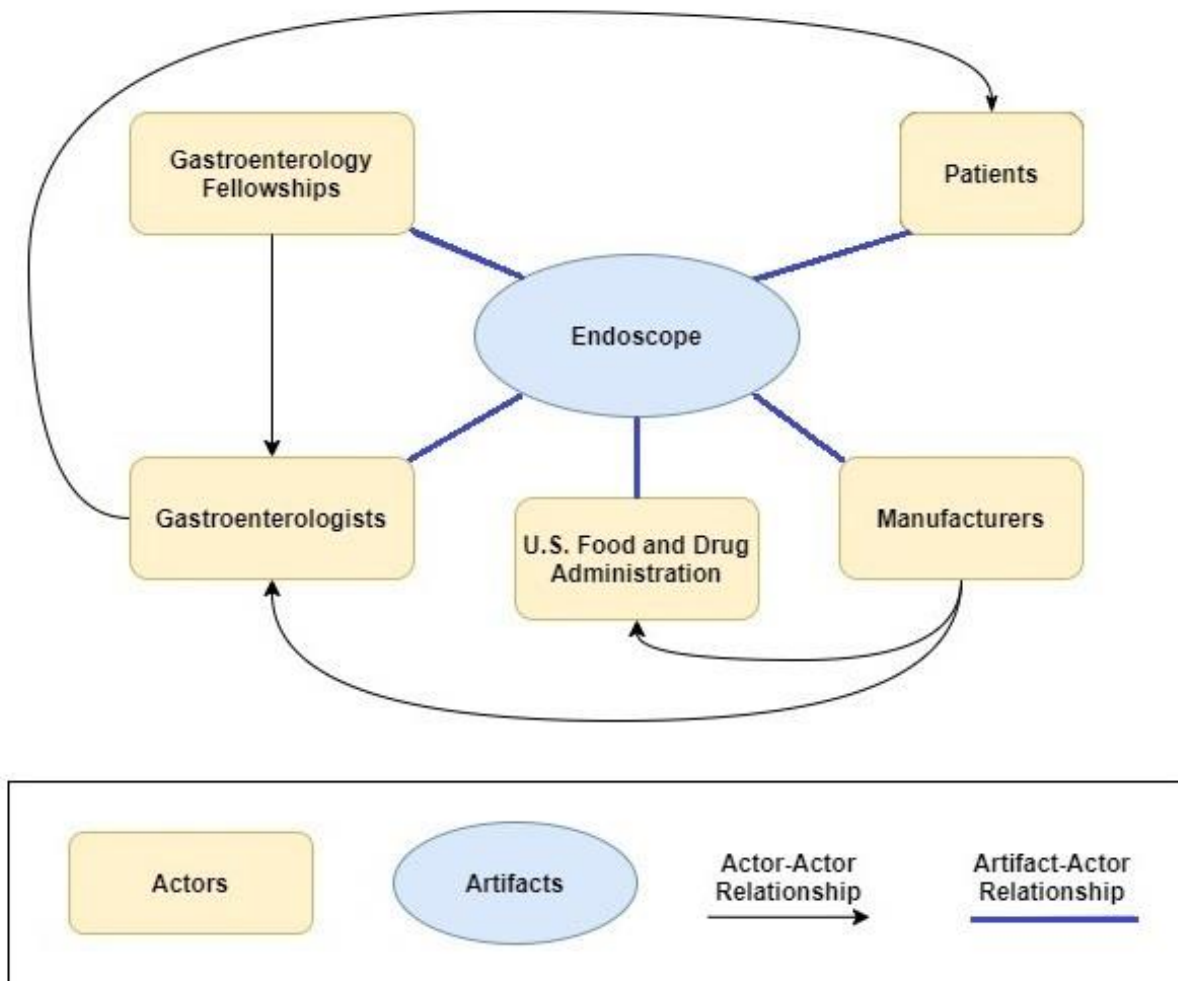 Gastroenterology
Fellowships
Patients
Endoscope
Gastroenterologists
U.S. Food and Drug
Administration
Manufacturers
Actors
Artifacts
Actor-Actor
Relationship
Artifact-Actor
Relationship